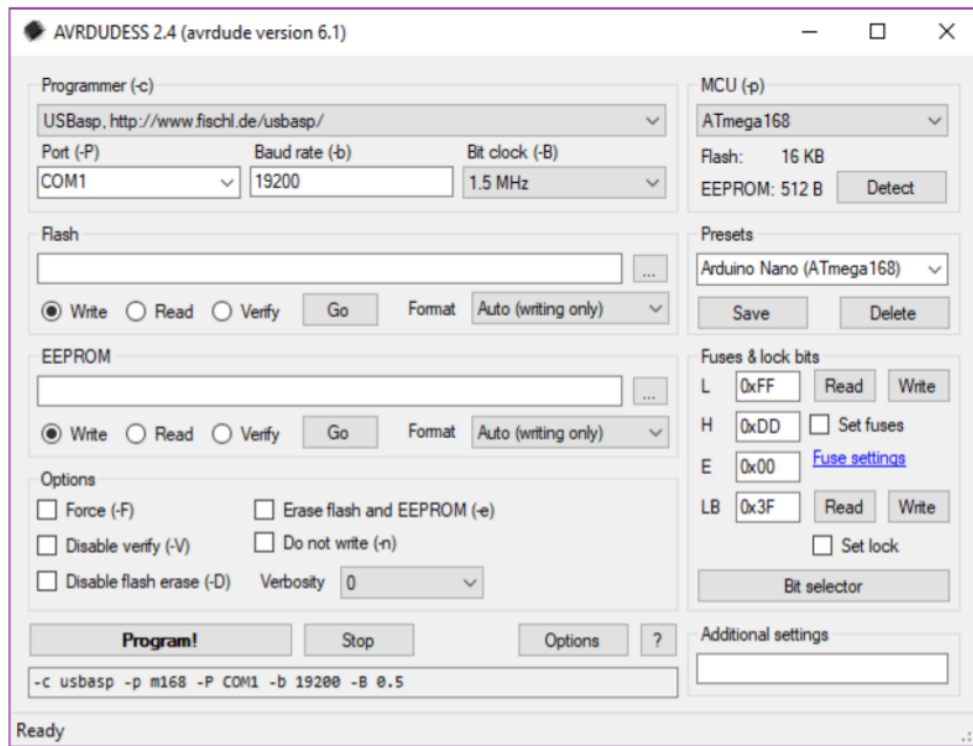 AVRDUDESS 2.4 (avrdude version 6.1)
Programmer (-c)
USBasp, http://www.fischl.de/usbasp/
Port (-P) Baud rate (-b) Bit clock (-B)
COM1 19200 1.5 MHz
MCU (-p)
ATmega168
Flash: 16 KB
EEPROM: 512 B Detect
Flash
...
Write Read Verify Go Format Auto (writing only)
Presets
Arduino Nano (ATmega168)
Save Delete
EEPROM
...
Write Read Verify Go Format Auto (writing only)
Fuses & lock bits
L 0xFF Read Write
H 0xDD Set fuses
E 0x00 Fuse settings
LB 0x3F Read Write
Set lock
Bit selector
Options
Force (-F) Erase flash and EEPROM (-e)
Disable verify (-V) Do not write (-n)
Disable flash erase (-D) Verbosity 0
Program! Stop Options ?
-c usbasp -p m168 -P COM1 -b 19200 -B 0.5
Additional settings
Ready